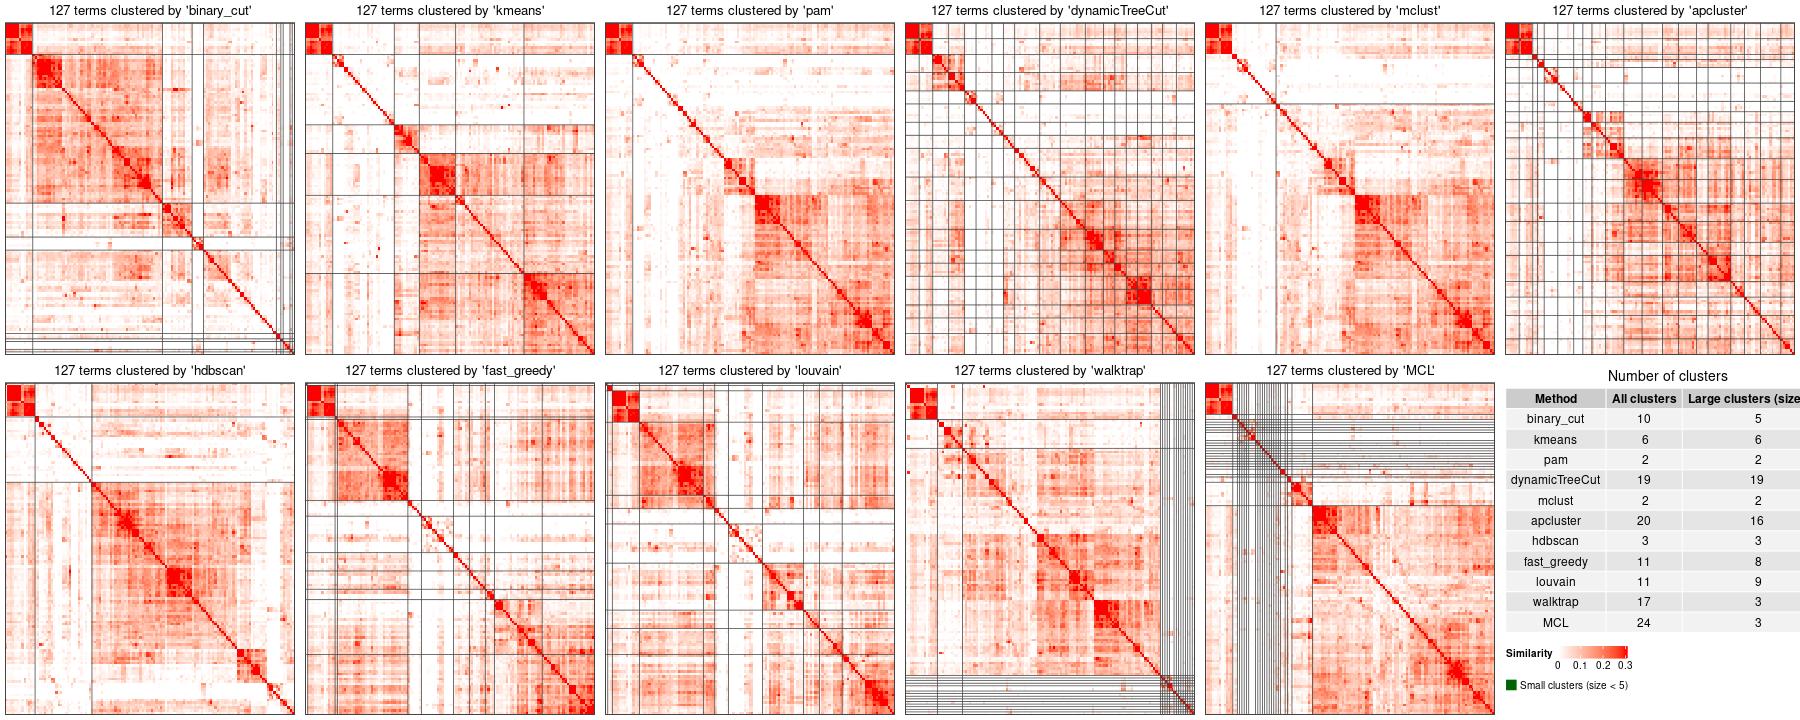 127 terms clustered by 'binary_cut'
127 terms clustered by 'kmeans'
127 terms clustered by 'pam'
127 terms clustered by 'dynamicTreeCut'
127 terms clustered by 'mclust'
127 terms clustered by 'apcluster'
127 terms clustered by 'hdbscan'
127 terms clustered by 'fast_greedy'
127 terms clustered by 'louvain'
127 terms clustered by 'walktrap'
127 terms clustered by 'MCL'
Number of clusters
Method All clusters Large clusters (size
binary_cut 10 5
kmeans 6 6
pam 2 2
dynamicTreeCut 19 19
mclust 2 2
apcluster 20 16
hdbscan 3 3
fast_greedy 11 8
louvain 11 9
walktrap 17 3
MCL 24 3
Similarity
0 0.1 0.2 0.3
Small clusters (size < 5)